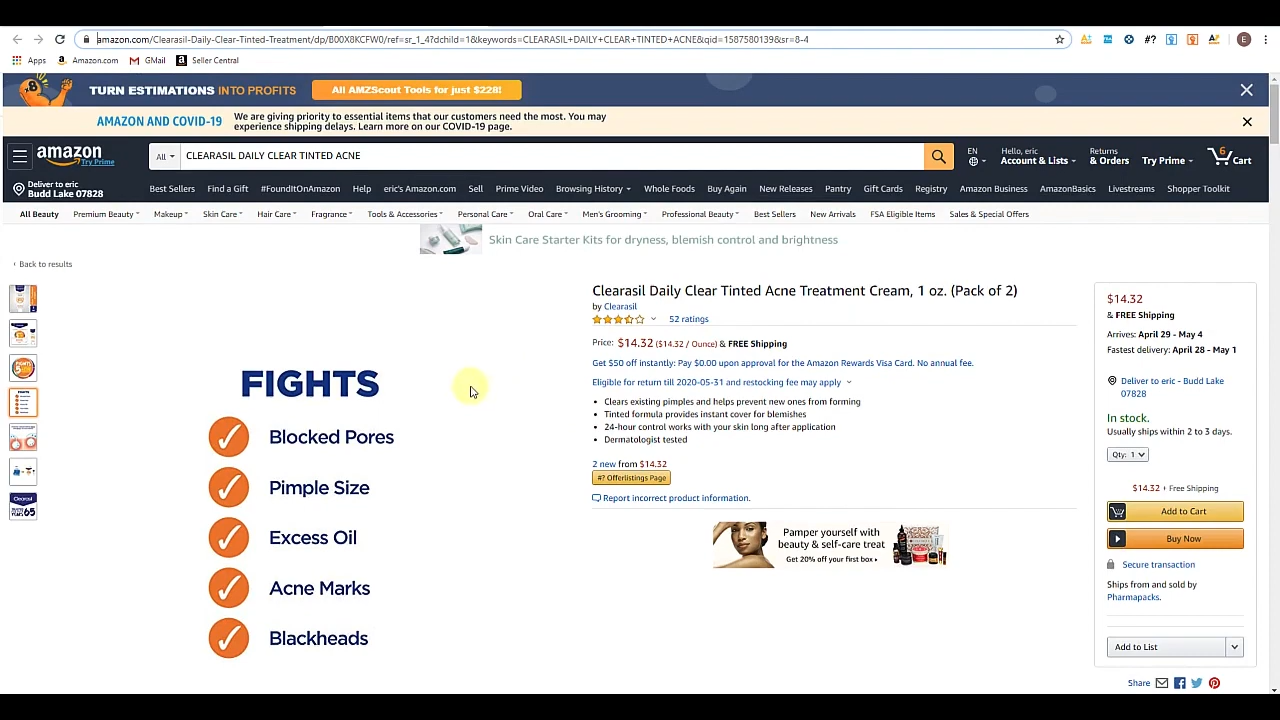 amazon.com/Clearasil-Daily-Clear-Tinted-Treatment/dp/B00X8KCFW0/ref=sr_1_4?dchild=1&keywords=CLEARASIL+DAILY+CLEAR+TINTED+ACNE&qid=1587580139&sr=8-4
#?
E
Apps
Amazon.com
GMail
Seller Central
TURN ESTIMATIONS INTO PROFITS
All AMZScout Tools for just $228!
AMAZON AND COVID-19
We are giving priority to essential items that our customers need the most. You may
experience shipping delays. Learn more on our COVID-19 page.
amazon
Try Prime
All
CLEARASIL DAILY CLEAR TINTED ACNE
EN
Hello, eric
Account & Lists
Returns
& Orders
Try Prime
6
Cart
Deliver to eric
Budd Lake 07828
Best Sellers Find a Gift #FoundItOnAmazon Help eric's Amazon.com Sell Prime Video Browsing History Whole Foods Buy Again New Releases Pantry Gift Cards Registry Amazon Business AmazonBasics Livestreams Shopper Toolkit
All Beauty Premium Beauty Makeup Skin Care Hair Care Fragrance Tools & Accessories Personal Care Oral Care Men's Grooming Professional Beauty Best Sellers New Arrivals FSA Eligible Items Sales & Special Offers
Skin Care Starter Kits for dryness, blemish control and brightness
‹ Back to results
FIGHTS
Blocked Pores
Pimple Size
Excess Oil
Acne Marks
Blackheads
Clearasil Daily Clear Tinted Acne Treatment Cream, 1 oz. (Pack of 2)
by Clearasil
52 ratings
Price: $14.32 ($14.32 / Ounce) & FREE Shipping
Get $50 off instantly: Pay $0.00 upon approval for the Amazon Rewards Visa Card. No annual fee.
Eligible for return till 2020-05-31 and restocking fee may apply
• Clears existing pimples and helps prevent new ones from forming
• Tinted formula provides instant cover for blemishes
• 24-hour control works with your skin long after application
• Dermatologist tested
2 new from $14.32
#? Offerlistings Page
Report incorrect product information.
Pamper yourself with
beauty & self-care treat
Get 20% off your first box
$14.32
& FREE Shipping
Arrives: April 29 - May 4
Fastest delivery: April 28 - May 1
Deliver to eric - Budd Lake
07828
In stock.
Usually ships within 2 to 3 days.
Qty: 1
$14.32 + Free Shipping
Add to Cart
Buy Now
Secure transaction
Ships from and sold by
Pharmapacks.
Add to List
Share